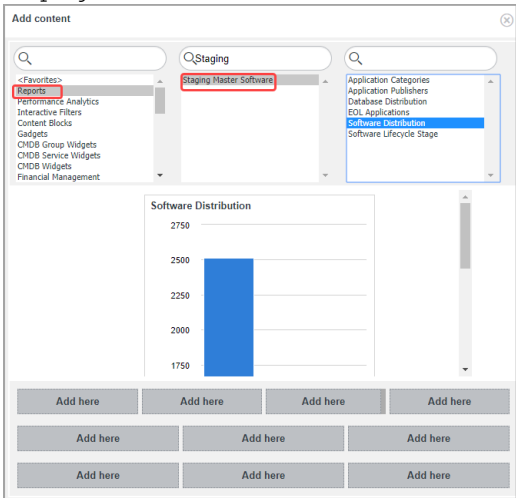 Add content
Staging
<Favorites>
Reports
Performance Analytics
Interactive Filters
Content Blocks
Gadgets
CMDB Group Widgets
CMDB Service Widgets
CMDB Widgets
Financial Management
Staging Master Software
Application Categories
Application Publishers
Database Distribution
EOL Applications
Software Distribution
Software Lifecycle Stage
Software Distribution
2750
2500
2250
2000
1750
Add here Add here Add here Add here
Add here Add here Add here
Add here Add here Add here